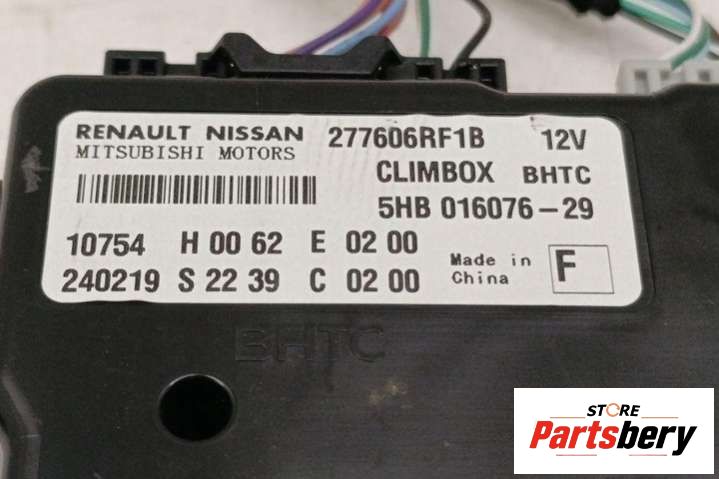 RENAULT NISSAN 277606RF1B 12V
MITSUBISHI MOTORS CLIMBOX BHTC
5HB 016076-29
10754 H 00 62 E 02 00
240219 S 22 39 C 02 00
Made in China F
BHTC
STORE
Partsbery